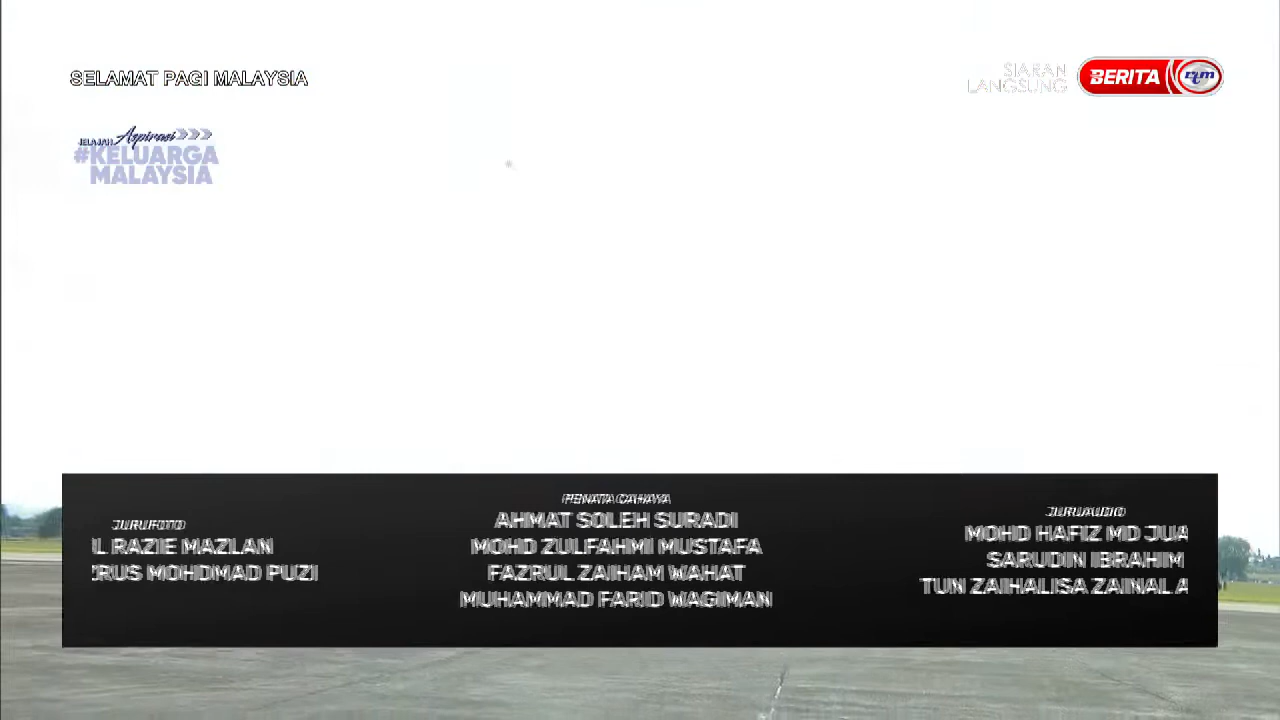 SELAMAT PAGI MALAYSIA
SIARAN
LANGSUNG
BERITA rtm
JELAJAH Aspirasi
#KELUARGA
MALAYSIA
JURUFOTO
L RAZIE MAZLAN
RUS MOHDMAD PUZI
PENATA CAHAYA
AHMAT SOLEH SURADI
MOHD ZULFAHMI MUSTAFA
FAZRUL ZAIHAM WAHAT
MUHAMMAD FARID WAGIMAN
JURUAUDIO
MOHD HAFIZ MD JUA
SARUDIN IBRAHIM
TUN ZAIHALISA ZAINAL A